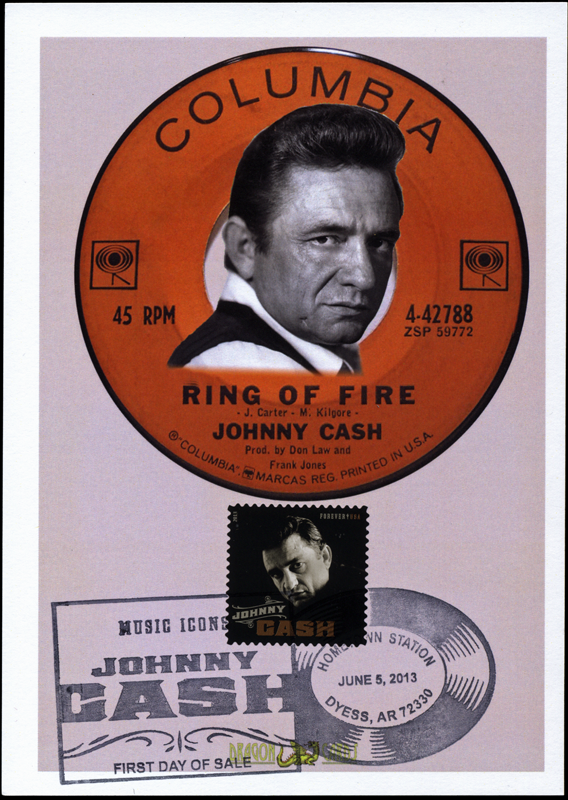 COLUMBIA
45 RPM
4-42788
ZSP 59772
RING OF FIRE
- J. Carter - M. Kilgore -
JOHNNY CASH
Prod. by Don Law and
Frank Jones
®"COLUMBIA", MARCAS REG. PRINTED IN U.S.A.
FOREVER USA
JOHNNY
CASH
MUSIC ICONS
JOHNNY
CASH
FIRST DAY OF SALE
STATION
JUNE 5, 2013
DYESS, AR 72330
DRAGON